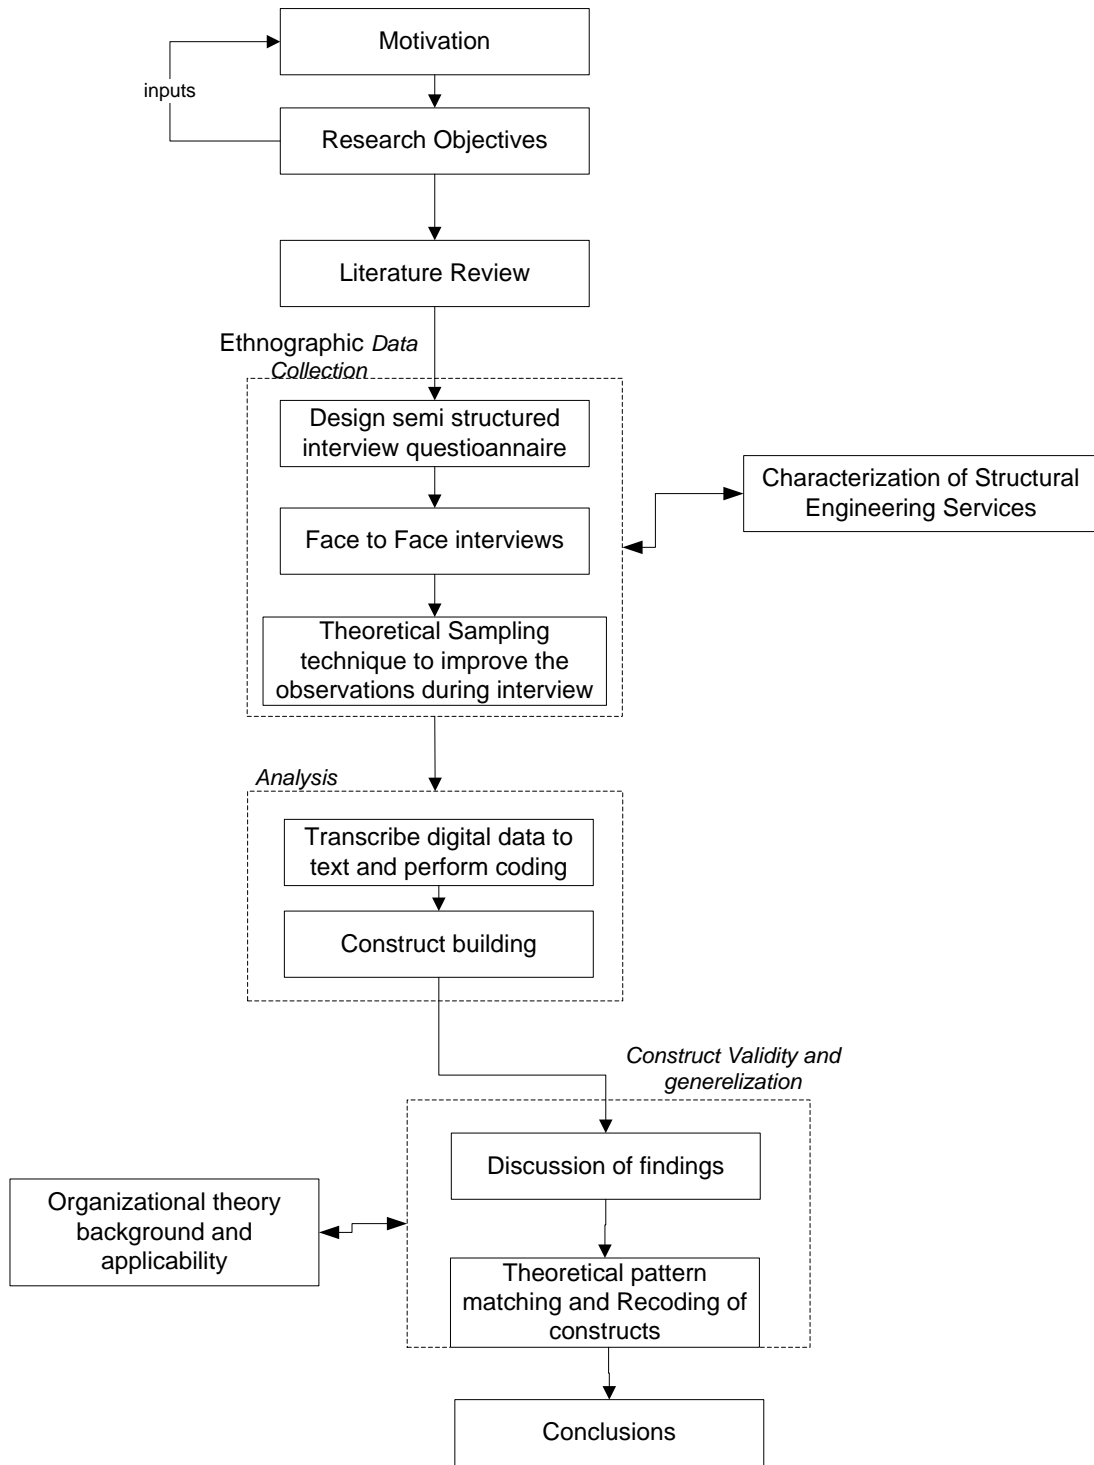 Motivation
inputs
Research Objectives
Literature Review
Ethnographic Data
Collection
Design semi structured
interview questioannaire
Characterization of Structural
Engineering Services
Face to Face interviews
Theoretical Sampling
technique to improve the
observations during interview
Analysis
Transcribe digital data to
text and perform coding
Construct building
Construct Validity and
generelization
Discussion of findings
Organizational theory
background and
applicability
Theoretical pattern
matching and Recoding of
constructs
Conclusions